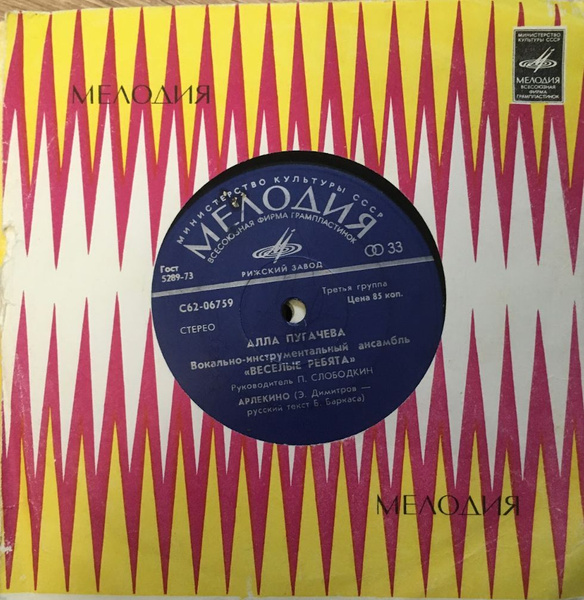 МИНИСТЕРСТВО
КУЛЬТУРЫ СССР
МЕЛОДИЯ
ВСЕСОЮЗНАЯ
ФИРМА
ГРАМПЛАСТИНОК
МЕЛОДИЯ
МИНИСТЕРСТВО КУЛЬТУРЫ СССР
МЕЛОДИЯ
ВСЕСОЮЗНАЯ ФИРМА ГРАМПЛАСТИНОК
33
РИЖСКИЙ ЗАВОД
Гост
5289-73
С62-06759
Третья группа
Цена 85 коп.
СТЕРЕО
АЛЛА ПУГАЧЕВА
Вокально-инструментальный ансамбль
«ВЕСЕЛЫЕ РЕБЯТА»
Руководитель П. СЛОБОДКИН
АРЛЕКИНО (Э. Димитров —
русский текст Б. Баркаса)
МЕЛОДИЯ